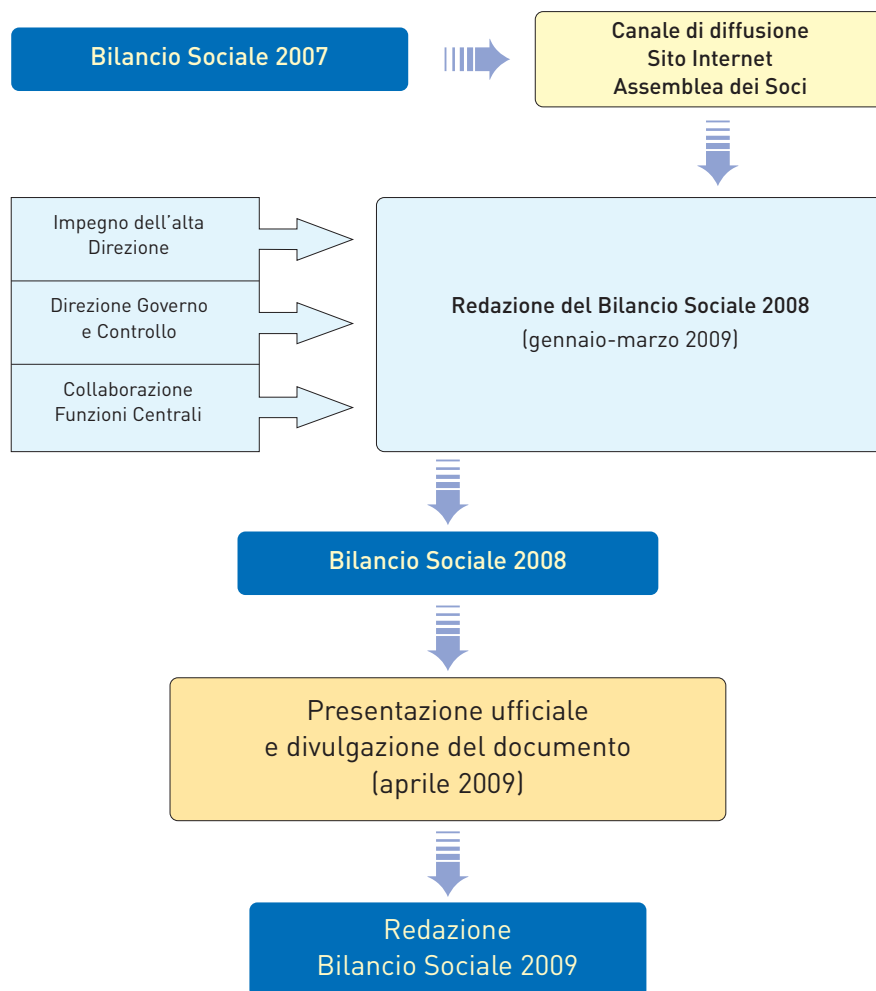 Bilancio Sociale 2007
Canale di diffusione
Sito Internet
Assemblea dei Soci
Impegno dell'alta
Direzione
Direzione Governo
e Controllo
Collaborazione
Funzioni Centrali
Redazione del Bilancio Sociale 2008
(gennaio-marzo 2009)
Bilancio Sociale 2008
Presentazione ufficiale
e divulgazione del documento
(aprile 2009)
Redazione
Bilancio Sociale 2009